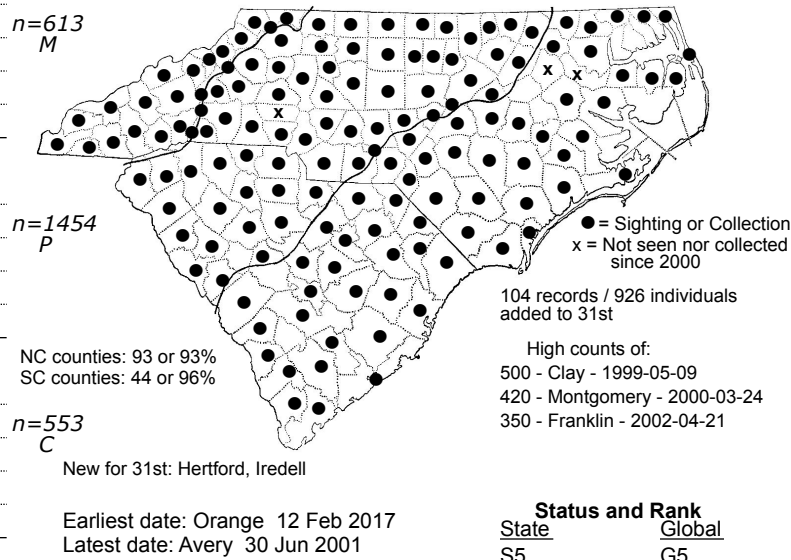 n=613
M
x
x
x
n=1454
P
● = Sighting or Collection
x = Not seen nor collected
since 2000
104 records / 926 individuals
added to 31st
NC counties: 93 or 93%
SC counties: 44 or 96%
High counts of:
500 - Clay - 1999-05-09
420 - Montgomery - 2000-03-24
350 - Franklin - 2002-04-21
n=553
C
New for 31st: Hertford, Iredell
Earliest date: Orange 12 Feb 2017
Latest date: Avery 30 Jun 2001
Status and Rank
State Global
S5 G5